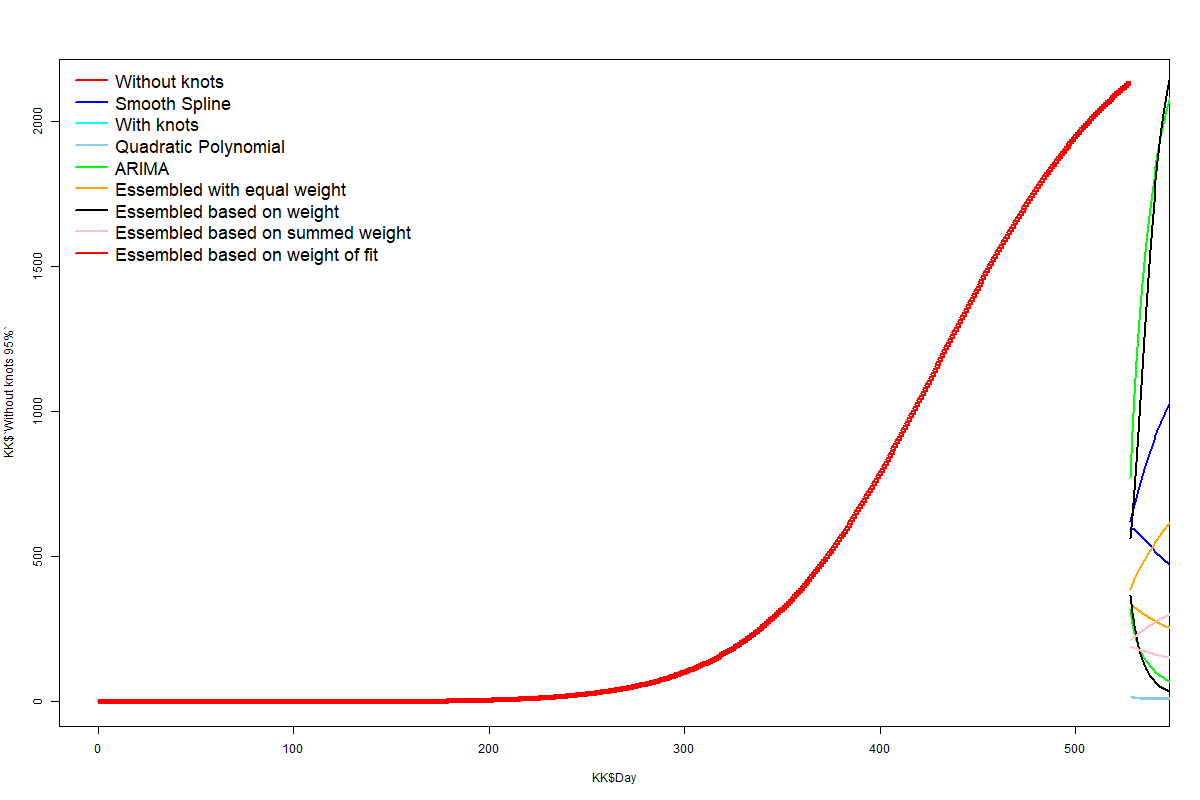 Without knots
Smooth Spline
With knots
Quadratic Polynomial
ARIMA
Essembled with equal weight
Essembled based on weight
Essembled based on summed weight
Essembled based on weight of fit
2000
1500
1000
500
0
KK$`Without knots 95%`
0 100 200 300 400 500
KK$Day